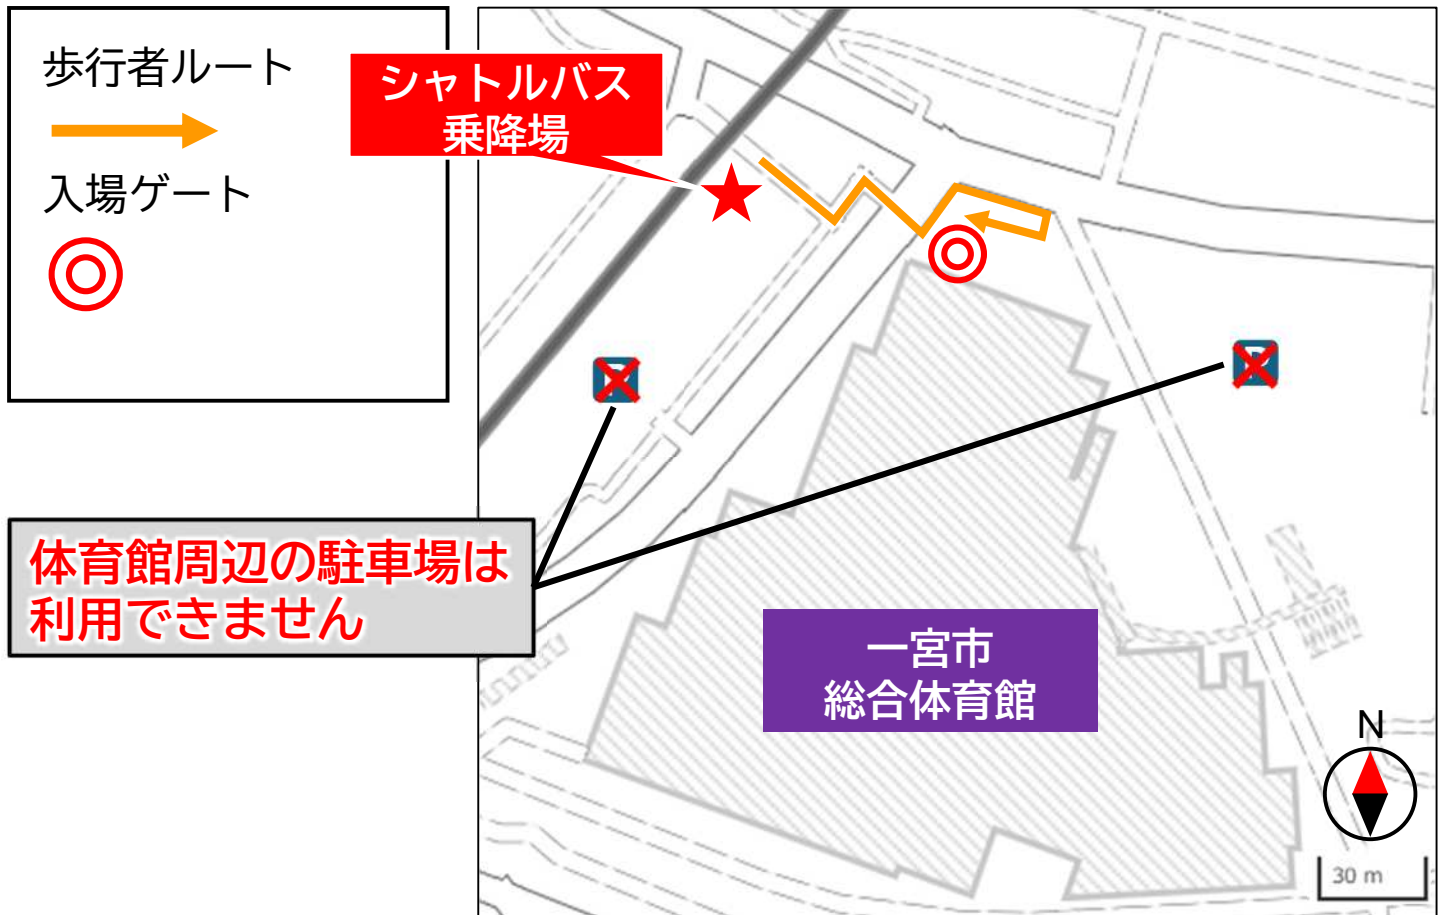 歩行者ルート
入場ゲート
シャトルバス
乗降場
P
P
体育館周辺の駐車場は
利用できません
一宮市
総合体育館
N
30 m